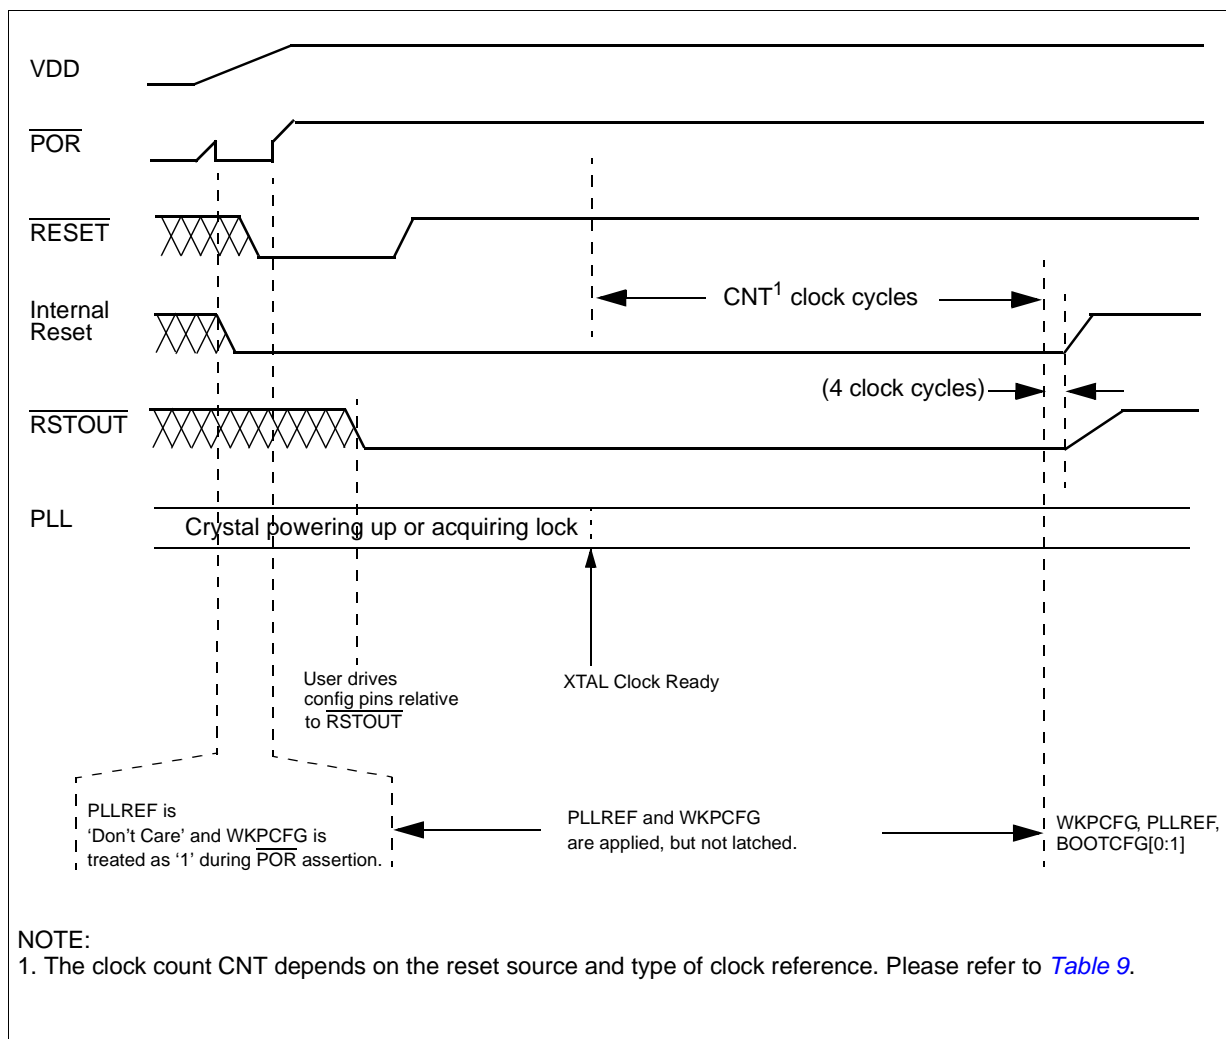 VDD
POR
RESET
Internal
Reset
CNT1 clock cycles
(4 clock cycles)
RSTOUT
PLL
Crystal powering up or acquiring lock
User drives
config pins relative
to RSTOUT
XTAL Clock Ready
PLLREF is
‘Don’t Care’ and WKPCFG is
treated as ‘1’ during POR assertion.
PLLREF and WKPCFG
are applied, but not latched.
WKPCFG, PLLREF,
BOOTCFG[0:1]
NOTE:
1. The clock count CNT depends on the reset source and type of clock reference. Please refer to Table 9.